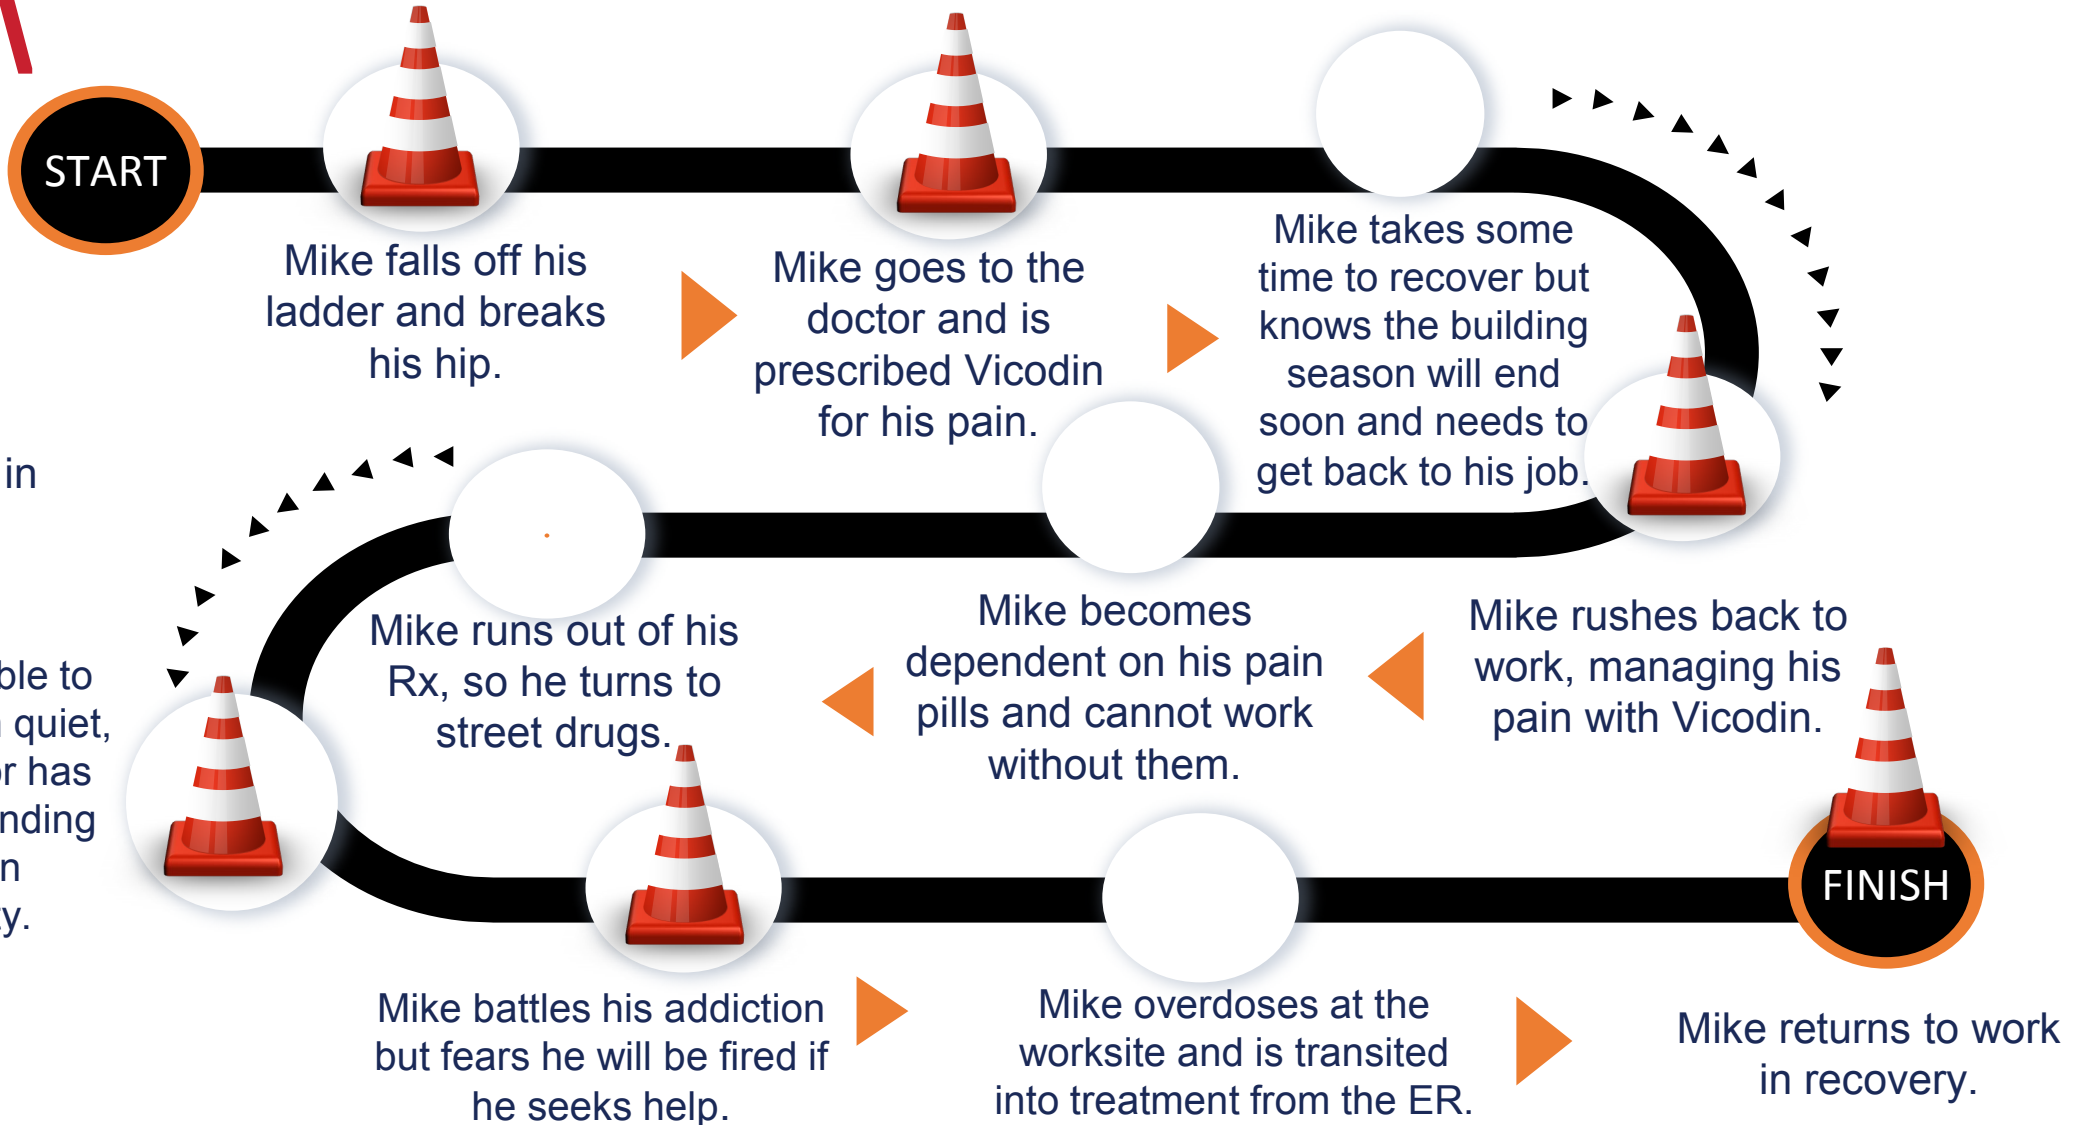 START
Mike falls off his
ladder and breaks
his hip.
Mike goes to the
doctor and is
prescribed Vicodin
for his pain.
Mike takes some
time to recover but
knows the building
season will end
soon and needs to
get back to his job.
Mike rushes back to
work, managing his
pain with Vicodin.
Mike becomes
dependent on his pain
pills and cannot work
without them.
Mike runs out of his
Rx, so he turns to
street drugs.
in
to
quiet,
has
Mike battles his addiction
but fears he will be fired if
he seeks help.
Mike overdoses at the
worksite and is transited
into treatment from the ER.
FINISH
Mike returns to work
in recovery.